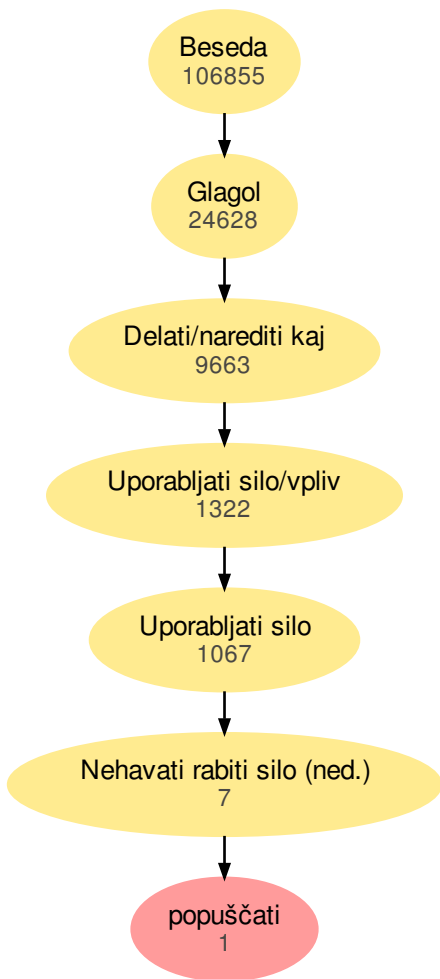 Beseda
106855
Glagol
24628
Delati/narediti kaj
9663
Uporabljati silo/vpliv
1322
Uporabljati silo
1067
Nehavati rabiti silo (ned.)
7
popuščati
1